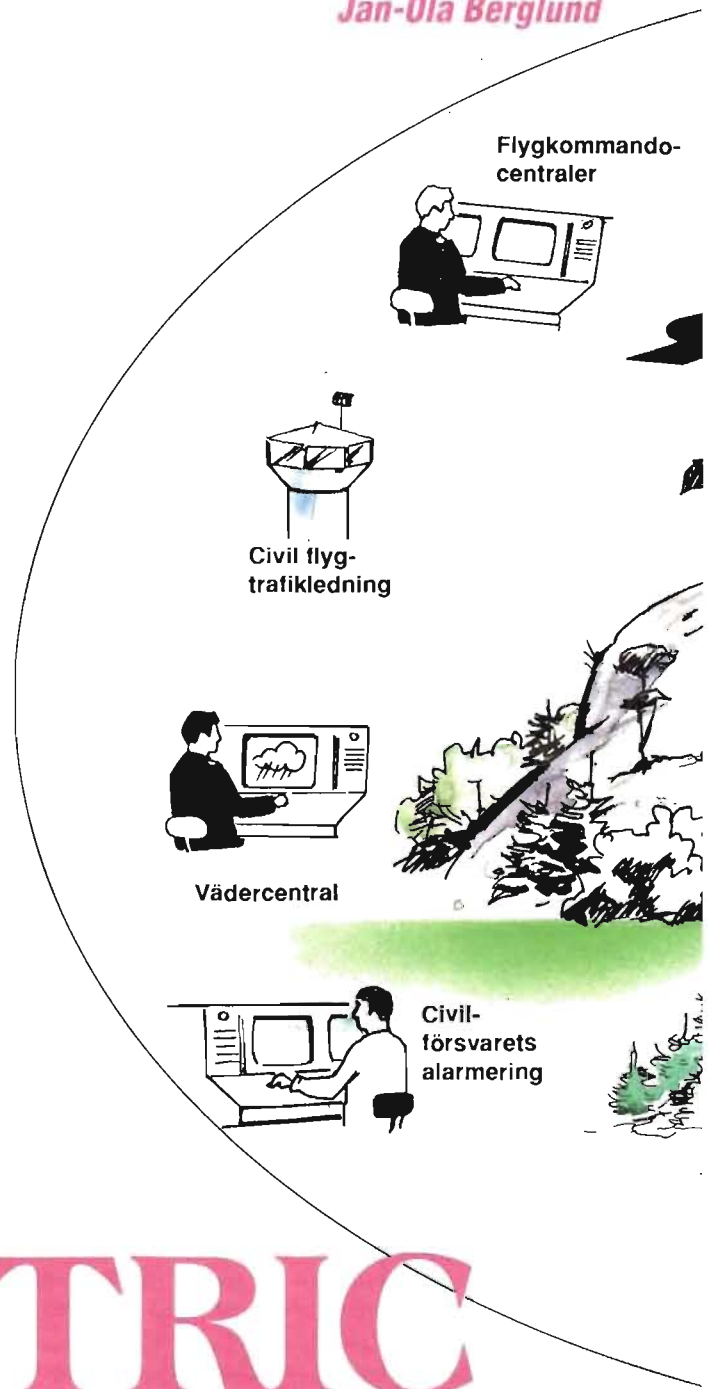 Jan-Ola Berglund
Flygkommando-
centraler
Civil flyg-
trafikledning
Vädercentral
Civil-
försvarets
alarmering
TRIC